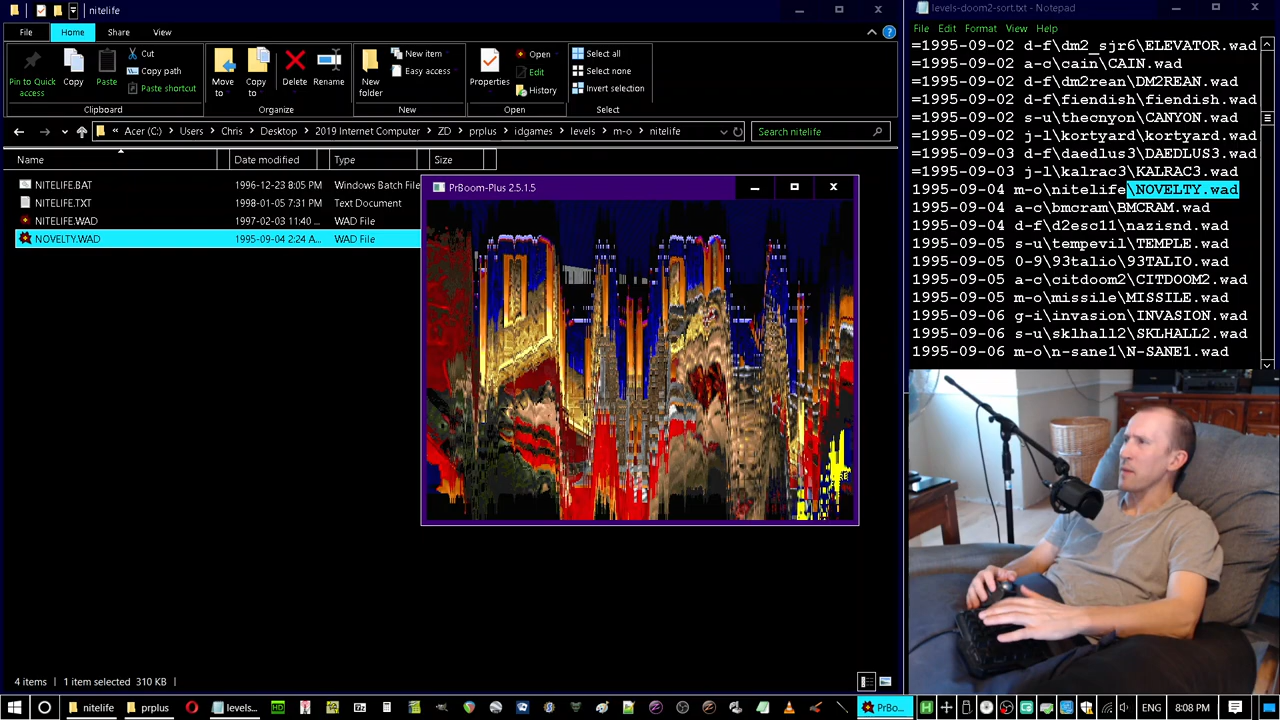 nitelife
File Home Share View
Pin to Quick access
Copy
Paste
Cut
Copy path
Paste shortcut
Clipboard
Move to
Copy to
Delete
Rename
Organize
New folder
New item
Easy access
New
Properties
Open
Edit
History
Open
Select all
Select none
Invert selection
Select
« Acer (C:) > Users > Chris > Desktop > 2019 Internet Computer > ZD > prplus > idgames > levels > m-o > nitelife
Search nitelife
Name Date modified Type Size
NITELIFE.BAT 1996-12-23 8:05 PM Windows Batch File
NITELIFE.TXT 1998-01-05 7:31 PM Text Document
NITELIFE.WAD 1997-02-03 11:40 ... WAD File
NOVELTY.WAD 1995-09-04 2:24 A... WAD File
PrBoom-Plus 2.5.1.5
4 items 1 item selected 310 KB
levels-doom2-sort.txt - Notepad
File Edit Format View Help
=1995-09-02 d-f\dm2_sjr6\ELEVATOR.wad
=1995-09-02 a-c\cain\CAIN.wad
=1995-09-02 d-f\dm2rean\DM2REAN.wad
=1995-09-02 d-f\fiendish\fiendish.wad
=1995-09-02 s-u\thecnyon\CANYON.wad
=1995-09-02 j-l\kortyard\kortyard.wad
=1995-09-03 d-f\daedlus3\DAEDLUS3.wad
=1995-09-03 j-l\kalrac3\KALRAC3.wad
1995-09-04 m-o\nitelife\NOVELTY.wad
1995-09-04 a-c\bmcram\BMCRAM.wad
1995-09-04 d-f\d2esc11\nazisnd.wad
1995-09-05 s-u\tempevil\TEMPLE.wad
1995-09-05 0-9\93talio\93TALIO.wad
1995-09-05 a-c\citdoom2\CITDOOM2.wad
1995-09-05 m-o\missile\MISSILE.wad
1995-09-06 g-i\invasion\INVASION.wad
1995-09-06 s-u\sklhall2\SKLHALL2.wad
1995-09-06 m-o\n-sane1\N-SANE1.wad
nitelife prplus levels... PrBo... 8:08 PM